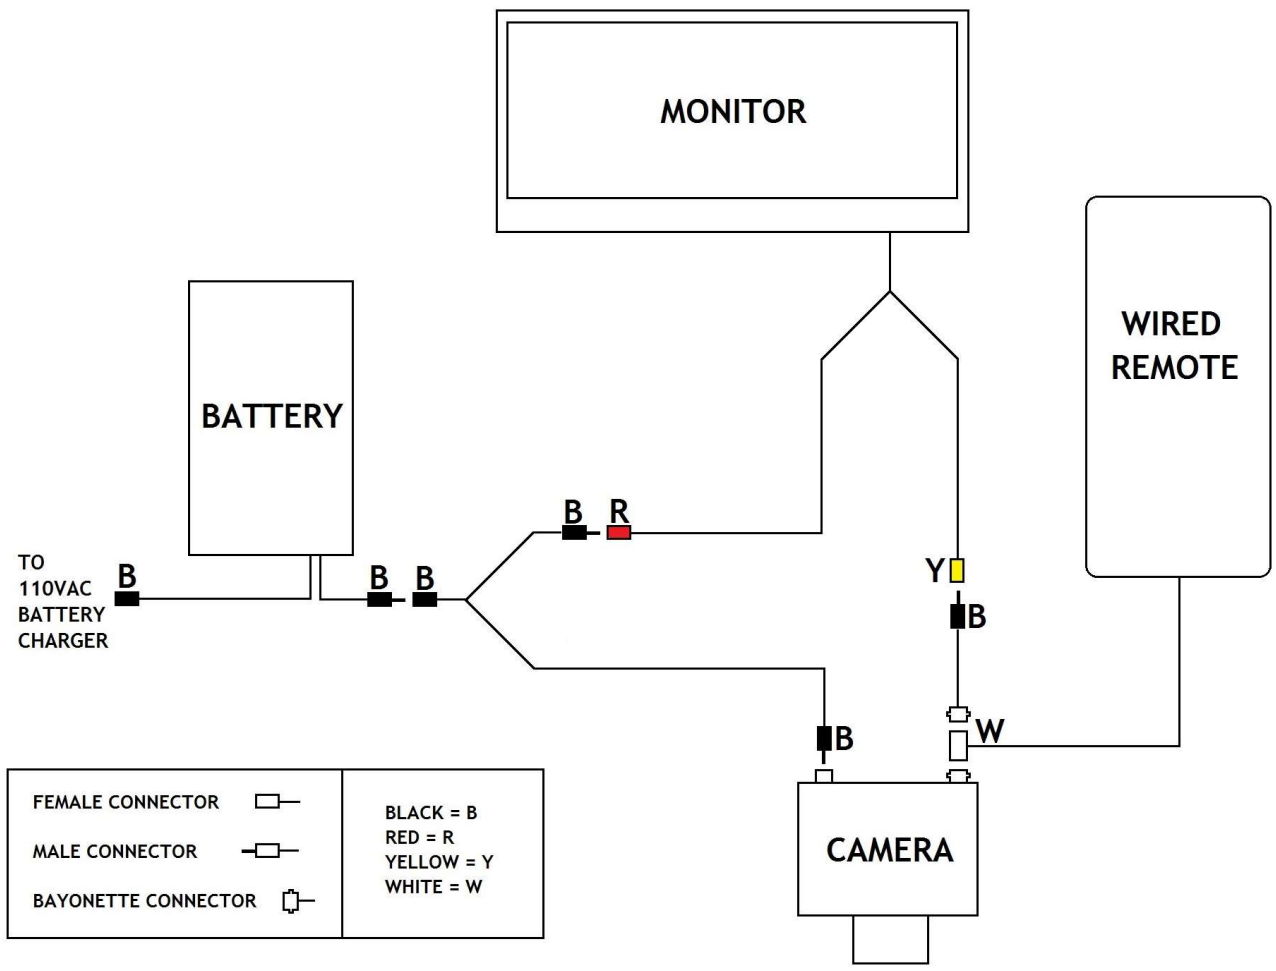 MONITOR
WIRED
REMOTE
BATTERY
B R
TO
110VAC
BATTERY
CHARGER
B
B B
Y
B
W
B
CAMERA
FEMALE CONNECTOR
MALE CONNECTOR
BAYONETTE CONNECTOR
BLACK = B
RED = R
YELLOW = Y
WHITE = W